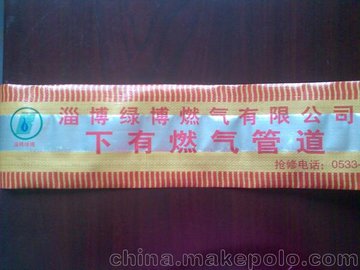 淄博绿博燃气有限公司
下有燃气管道
抢修电话：0533-
china.makepolo.com